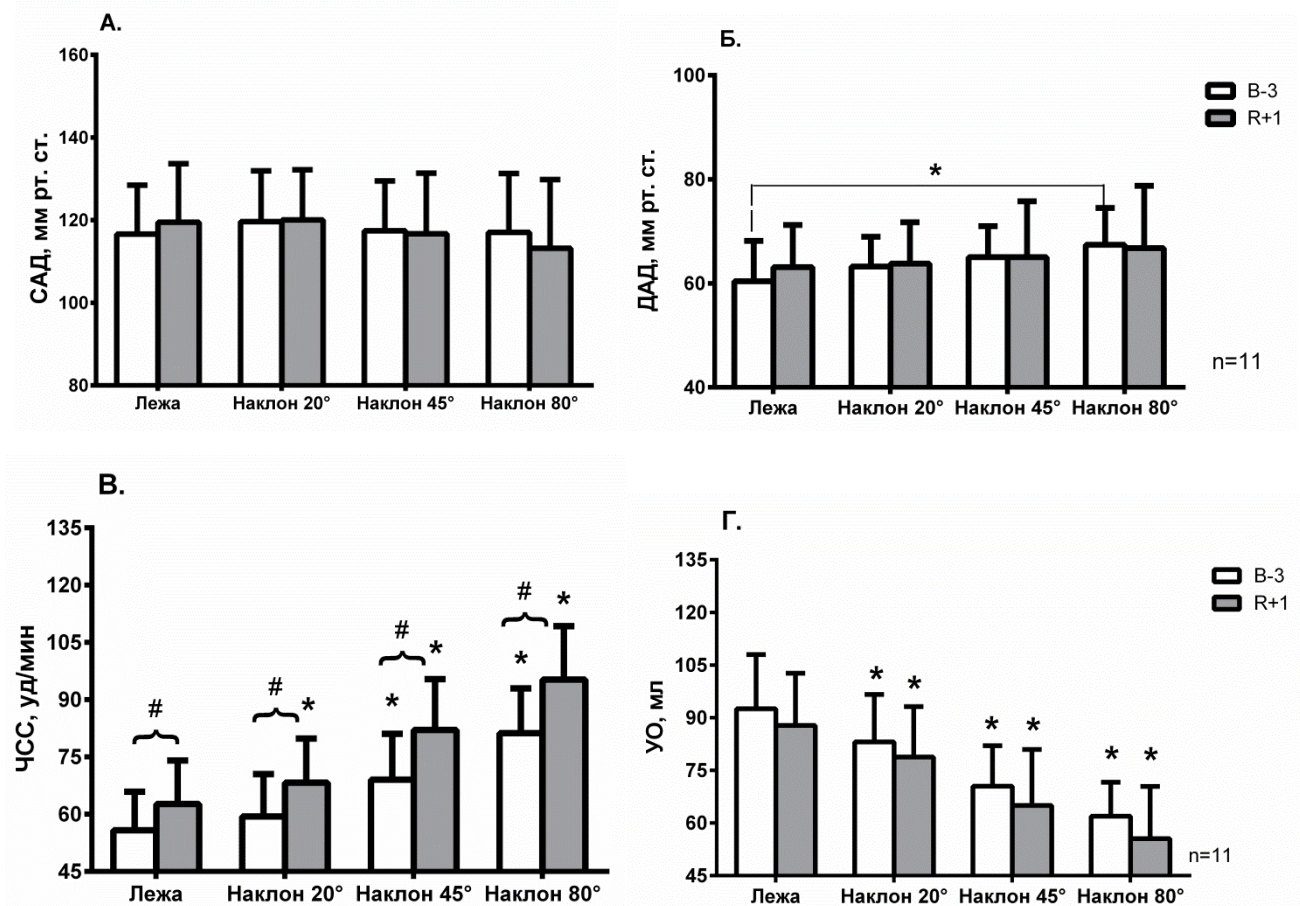 А.
САД, мм рт. ст.
160
140
120
100
80
Лежа Наклон 20° Наклон 45° Наклон 80°
Б.
ДАД, мм рт. ст.
100
80
60
40
*
В-3
R+1
n=11
Лежа Наклон 20° Наклон 45° Наклон 80°
В.
ЧСС, уд/мин
135
120
105
90
75
60
45
# # * # * * # * *
Лежа Наклон 20° Наклон 45° Наклон 80°
Г.
УО, мл
135
120
105
90
75
60
45
* * * * * *
В-3
R+1
n=11
Лежа Наклон 20° Наклон 45° Наклон 80°